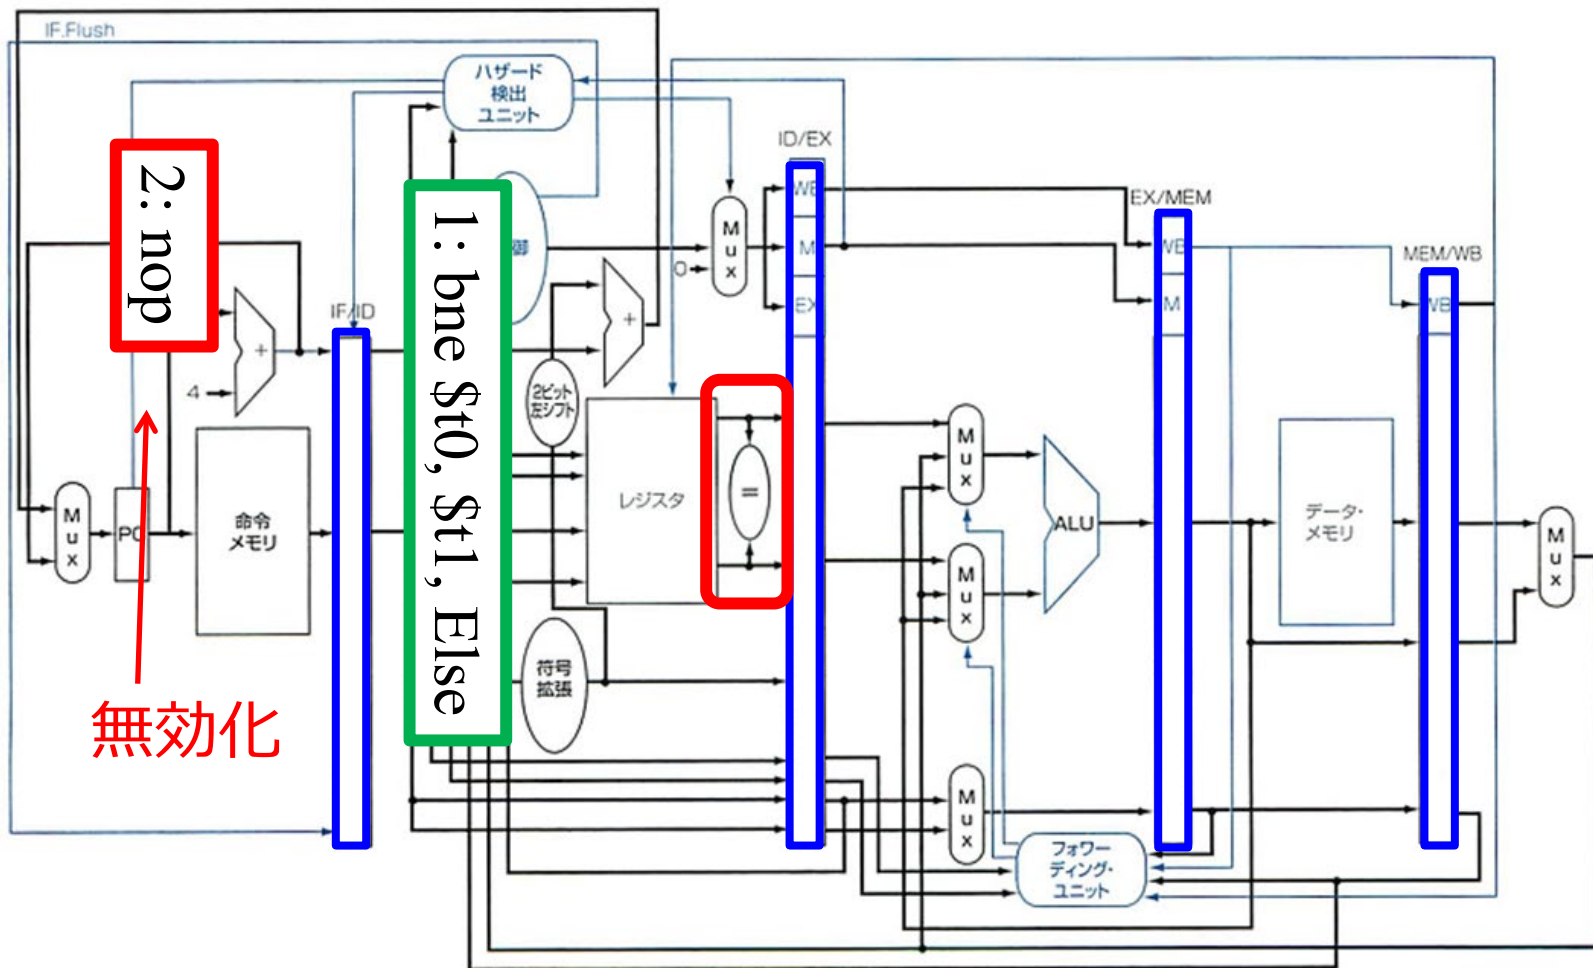 IF.Flush
ハザード
検出
ユニット
ID/EX
2: nop
1: bne $t0, $t1, Else
御
Mux
0
WB
M
EX
EX/MEM
WB
M
MEM/WB
WB
IF/ID
+
4
+
2ビット
左シフト
Mux
PC
命令
メモリ
レジスタ
=
Mux
Mux
ALU
データ・
メモリ
Mux
符号
拡張
無効化
Mux
フォワー
ディング・
ユニット